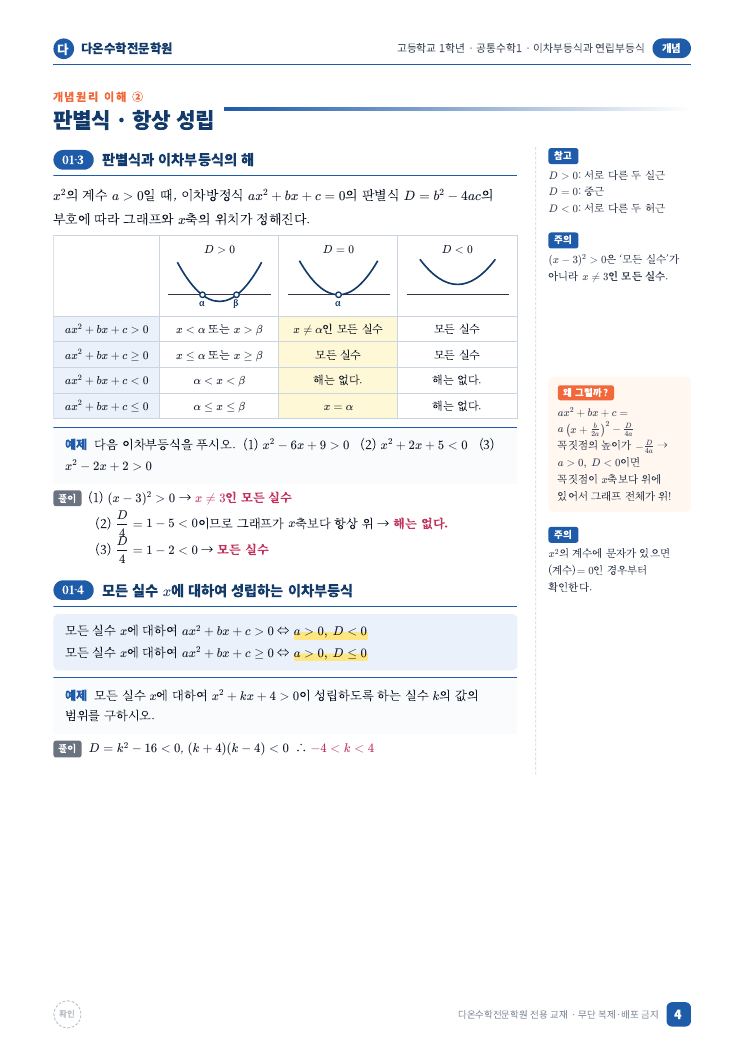 다 다온수학전문학원
고등학교 1학년 · 공통수학1 · 이차부등식과 연립부등식 개념
개념원리 이해 ②
판별식 · 항상 성립
01·3 판별식과 이차부등식의 해
x²의 계수 a > 0일 때, 이차방정식 ax² + bx + c = 0의 판별식 D = b² − 4ac의
부호에 따라 그래프와 x축의 위치가 정해진다.
D > 0 D = 0 D < 0
α β α
ax² + bx + c > 0 x < α 또는 x > β x ≠ α인 모든 실수 모든 실수
ax² + bx + c ≥ 0 x ≤ α 또는 x ≥ β 모든 실수 모든 실수
ax² + bx + c < 0 α < x < β 해는 없다. 해는 없다.
ax² + bx + c ≤ 0 α ≤ x ≤ β x = α 해는 없다.
예제 다음 이차부등식을 푸시오. (1) x² − 6x + 9 > 0 (2) x² + 2x + 5 < 0 (3)
x² − 2x + 2 > 0
풀이 (1) (x − 3)² > 0 → x ≠ 3인 모든 실수
(2) D/4 = 1 − 5 < 0이므로 그래프가 x축보다 항상 위 → 해는 없다.
(3) D/4 = 1 − 2 < 0 → 모든 실수
01·4 모든 실수 x에 대하여 성립하는 이차부등식
모든 실수 x에 대하여 ax² + bx + c > 0 ⇔ a > 0, D < 0
모든 실수 x에 대하여 ax² + bx + c ≥ 0 ⇔ a > 0, D ≤ 0
예제 모든 실수 x에 대하여 x² + kx + 4 > 0이 성립하도록 하는 실수 k의 값의
범위를 구하시오.
풀이 D = k² − 16 < 0, (k + 4)(k − 4) < 0 ∴ −4 < k < 4
참고
D > 0: 서로 다른 두 실근
D = 0: 중근
D < 0: 서로 다른 두 허근
주의
(x − 3)² > 0은 ‘모든 실수’가
아니라 x ≠ 3인 모든 실수.
왜 그럴까?
ax² + bx + c =
a(x + b/2a)² − D/4a
꼭짓점의 높이가 −D/4a →
a > 0, D < 0이면
꼭짓점이 x축보다 위에
있어서 그래프 전체가 위!
주의
x²의 계수에 문자가 있으면
(계수)= 0인 경우부터
확인한다.
확인
다온수학전문학원 전용 교재 · 무단 복제·배포 금지 4